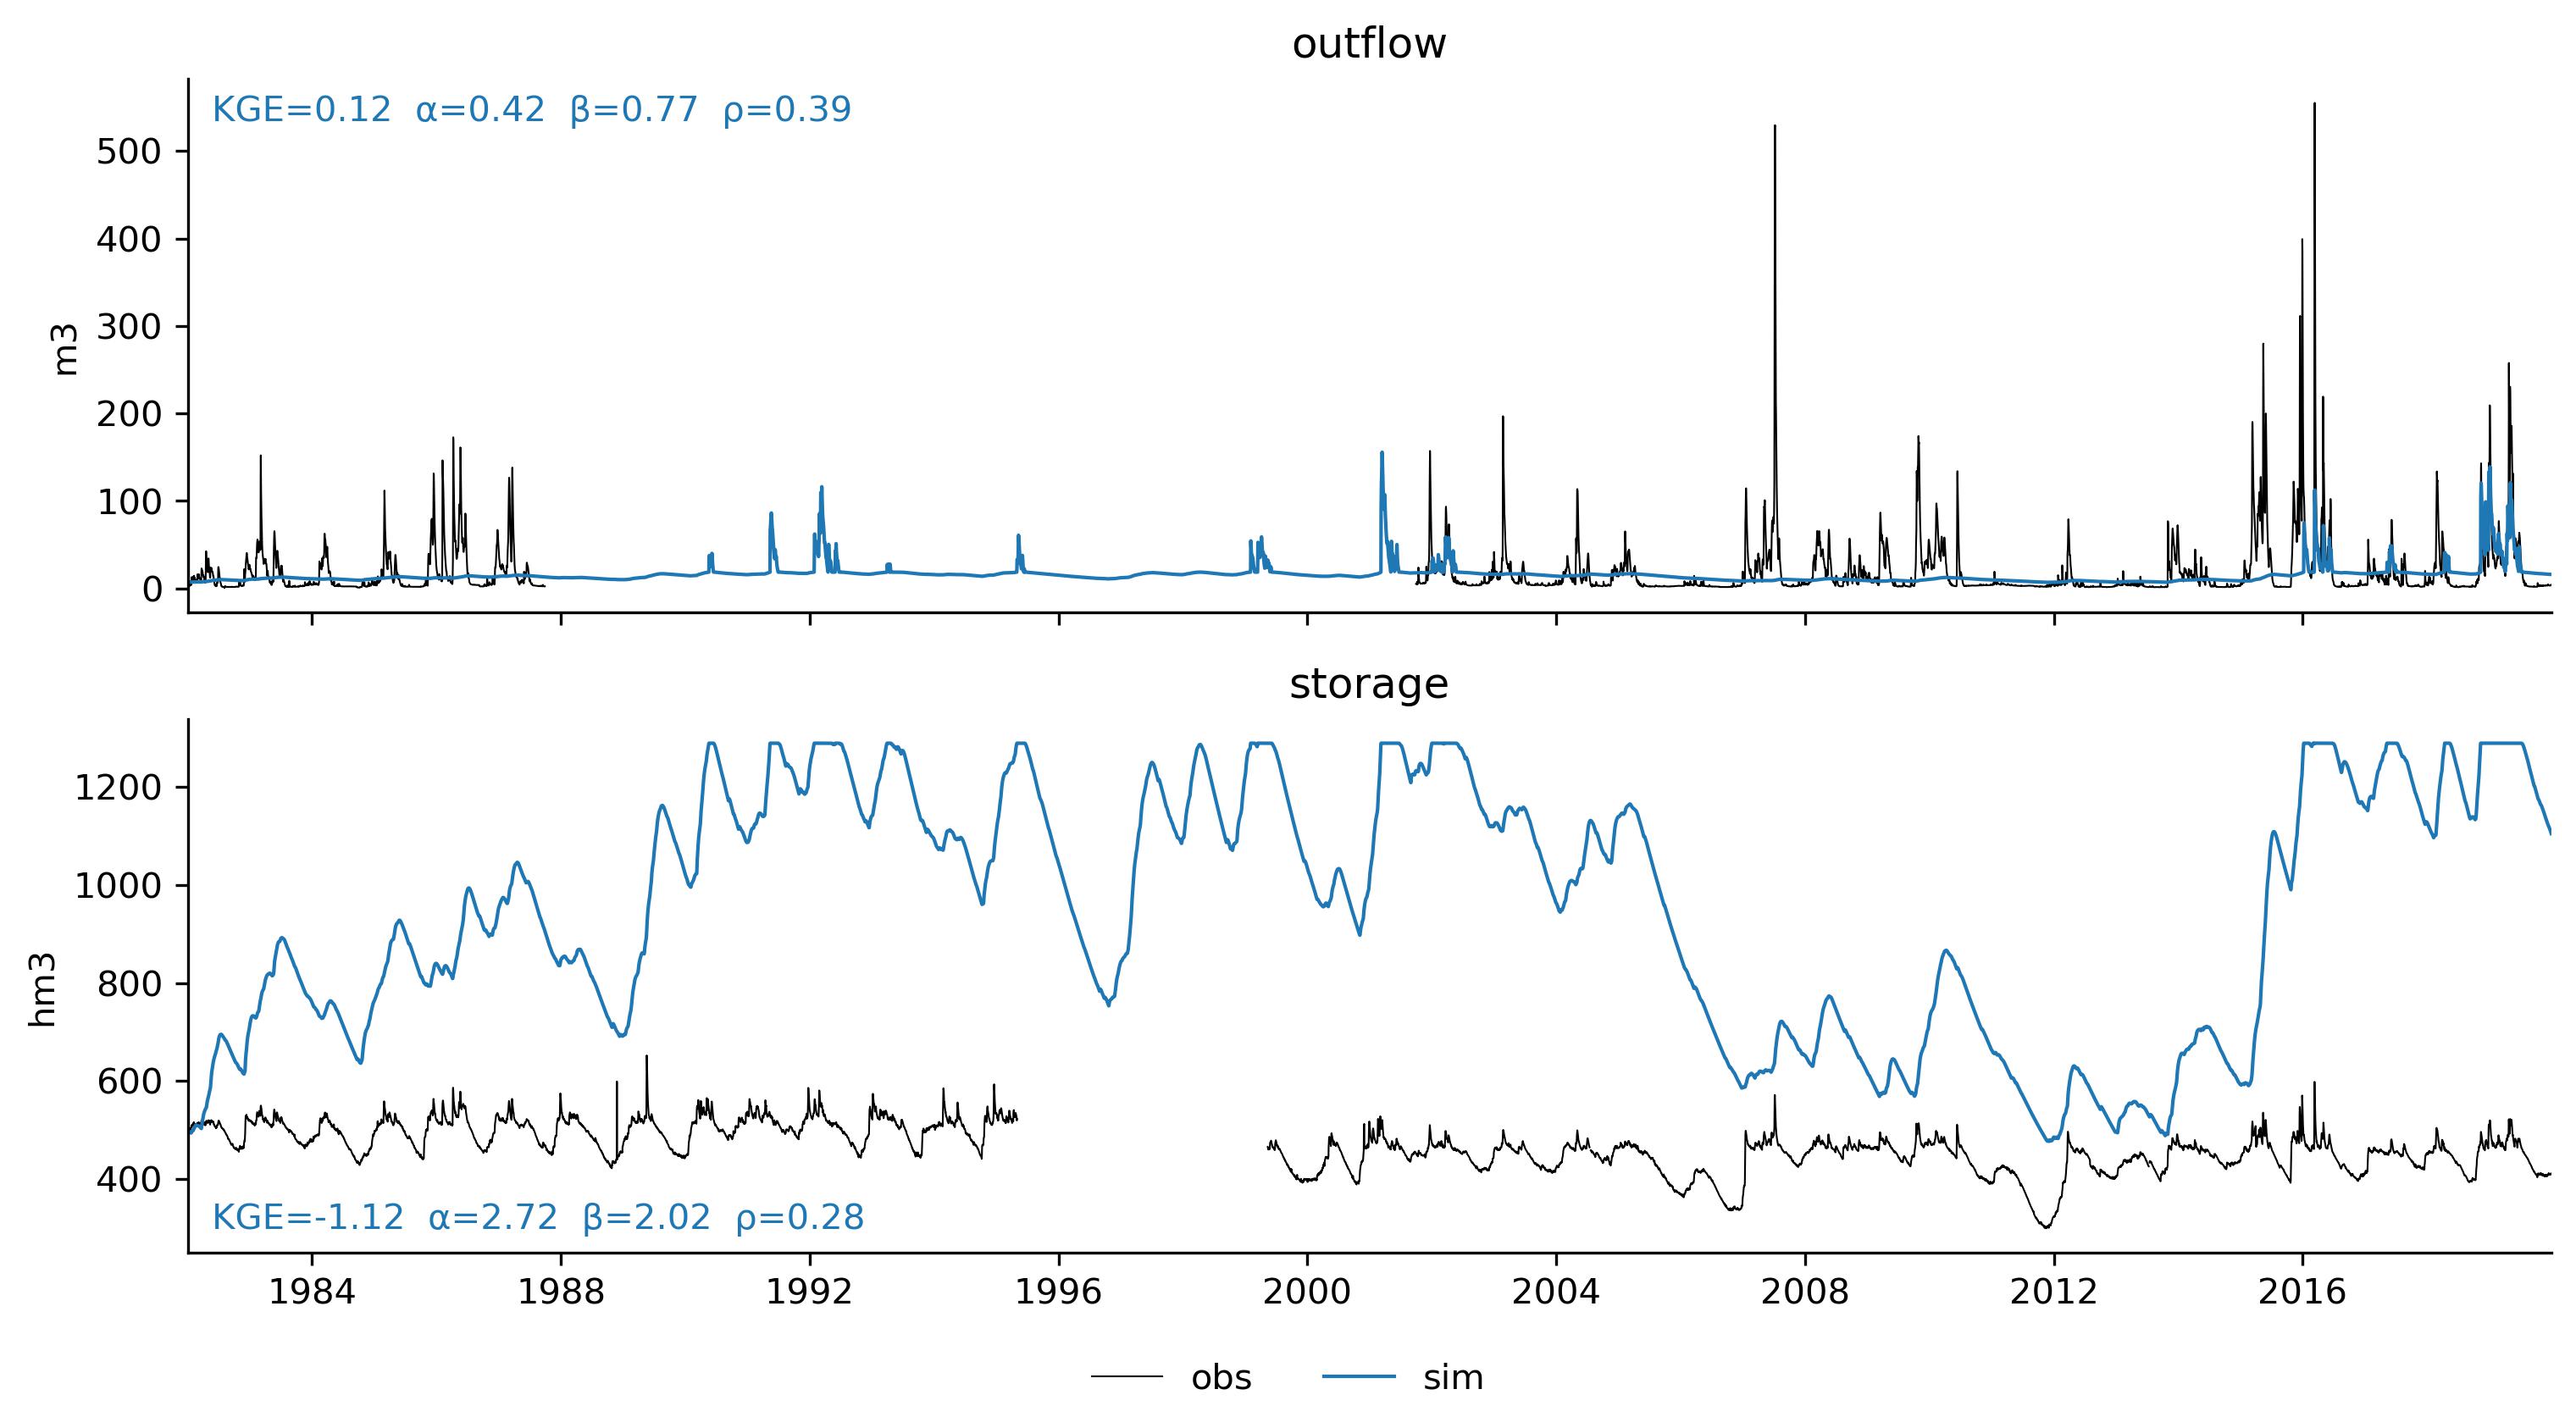 outflow
KGE=0.12 α=0.42 β=0.77 ρ=0.39
500
400
300
200
100
0
m3
storage
1200
1000
800
600
400
hm3
KGE=-1.12 α=2.72 β=2.02 ρ=0.28
1984 1988 1992 1996 2000 2004 2008 2012 2016
obs sim